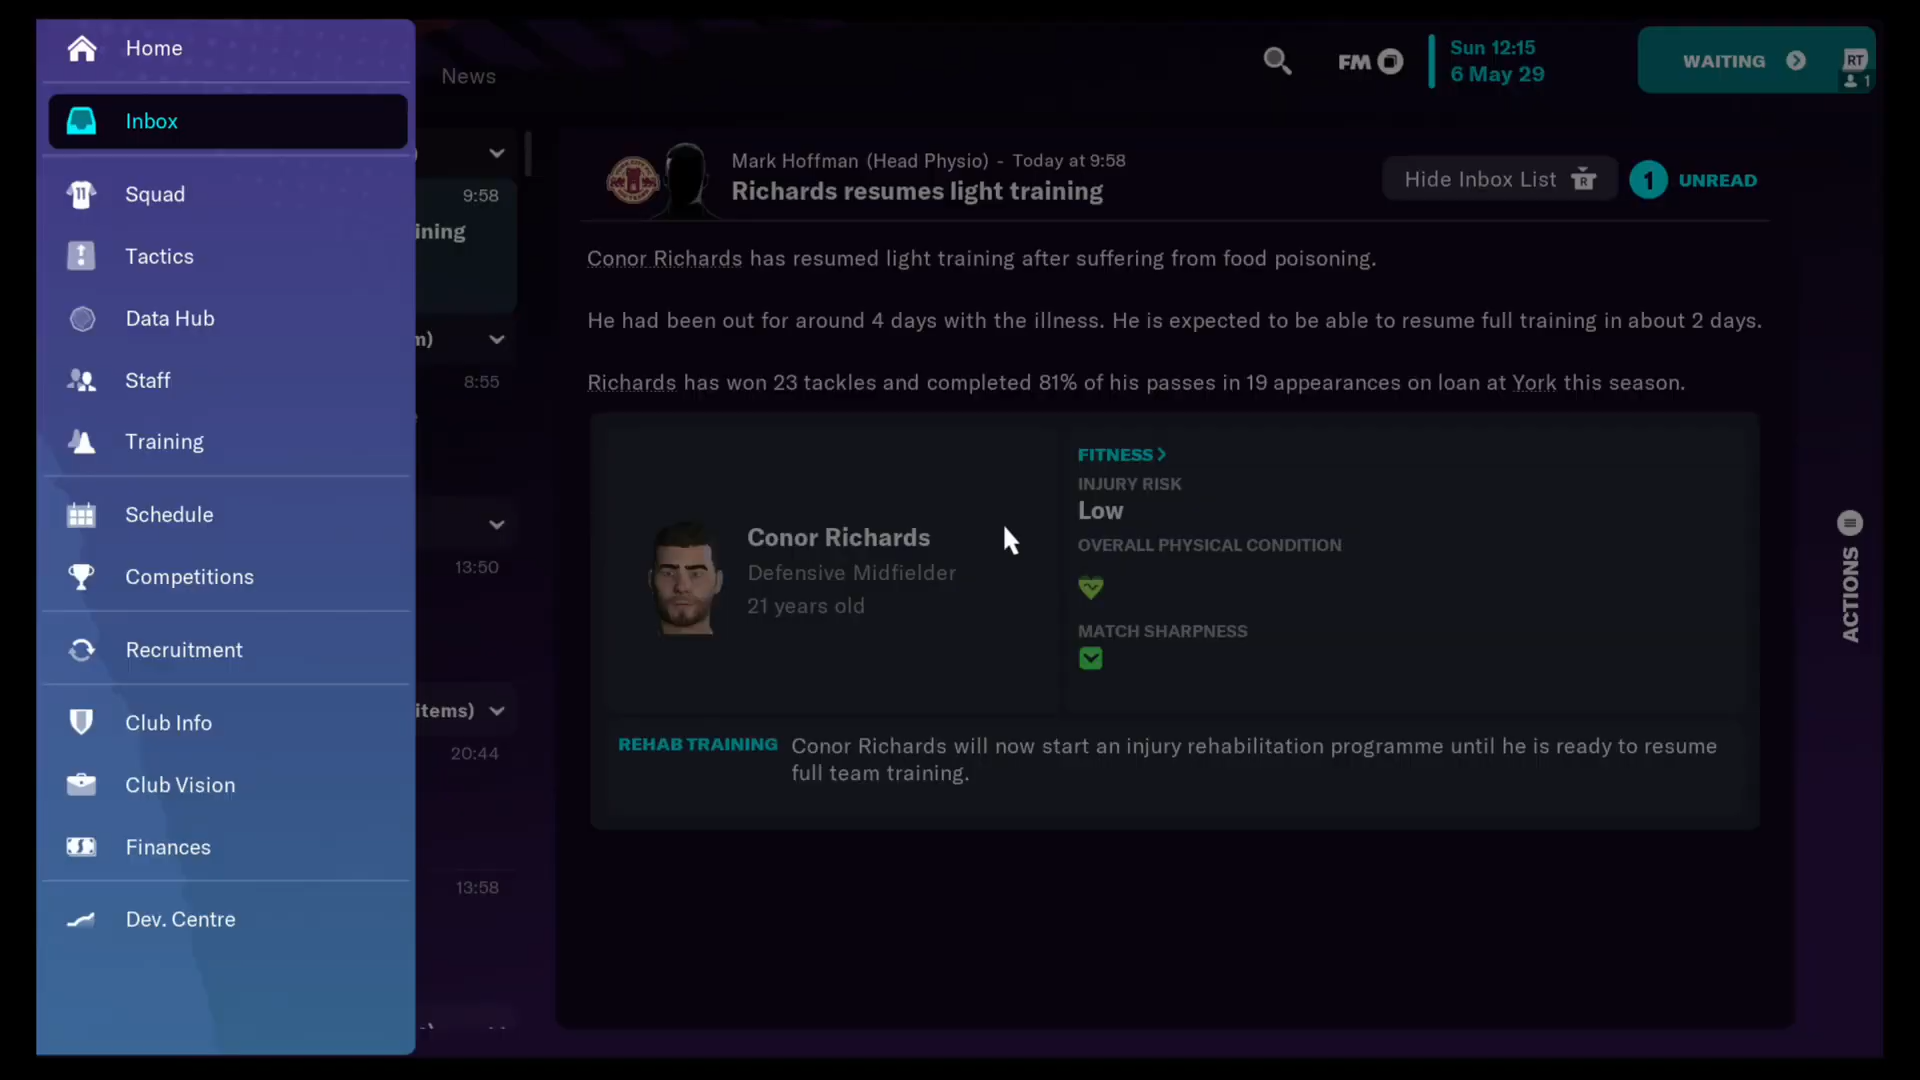 Home
Inbox
Squad
Tactics
Data Hub
Staff
Training
Schedule
Competitions
Recruitment
Club Info
Club Vision
Finances
Dev. Centre
News
FM
Sun 12:15
6 May 29
WAITING
RT
1
)
9:58
ining
m)
8:55
13:50
items)
20:44
13:58
Mark Hoffman (Head Physio) - Today at 9:58
Richards resumes light training
Hide Inbox List R
1 UNREAD
Conor Richards has resumed light training after suffering from food poisoning.
He had been out for around 4 days with the illness. He is expected to be able to resume full training in about 2 days.
Richards has won 23 tackles and completed 81% of his passes in 19 appearances on loan at York this season.
Conor Richards
Defensive Midfielder
21 years old
FITNESS
INJURY RISK
Low
OVERALL PHYSICAL CONDITION
MATCH SHARPNESS
REHAB TRAINING Conor Richards will now start an injury rehabilitation programme until he is ready to resume
full team training.
ACTIONS